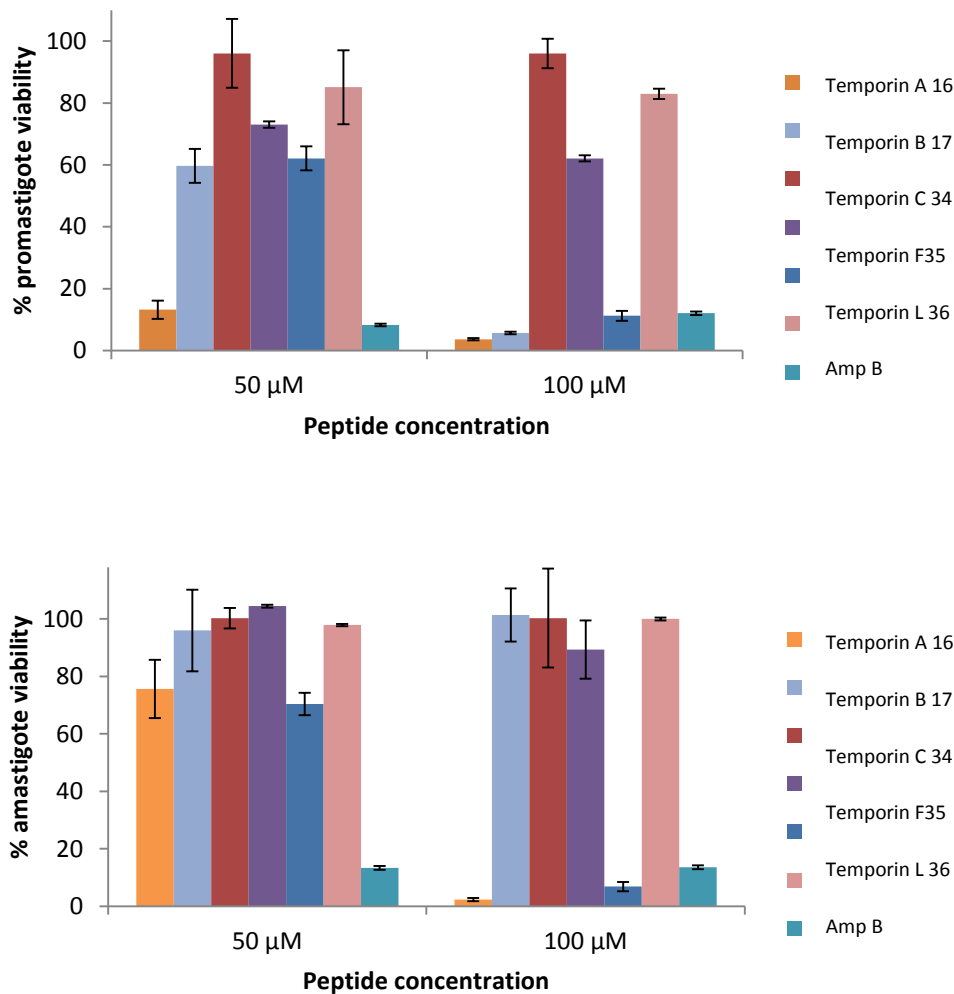 % promastigote viability
100
80
60
40
20
0
50 µM
100 µM
Peptide concentration
Temporin A 16
Temporin B 17
Temporin C 34
Temporin F35
Temporin L 36
Amp B
% amastigote viability
100
80
60
40
20
0
50 µM
100 µM
Peptide concentration
Temporin A 16
Temporin B 17
Temporin C 34
Temporin F35
Temporin L 36
Amp B